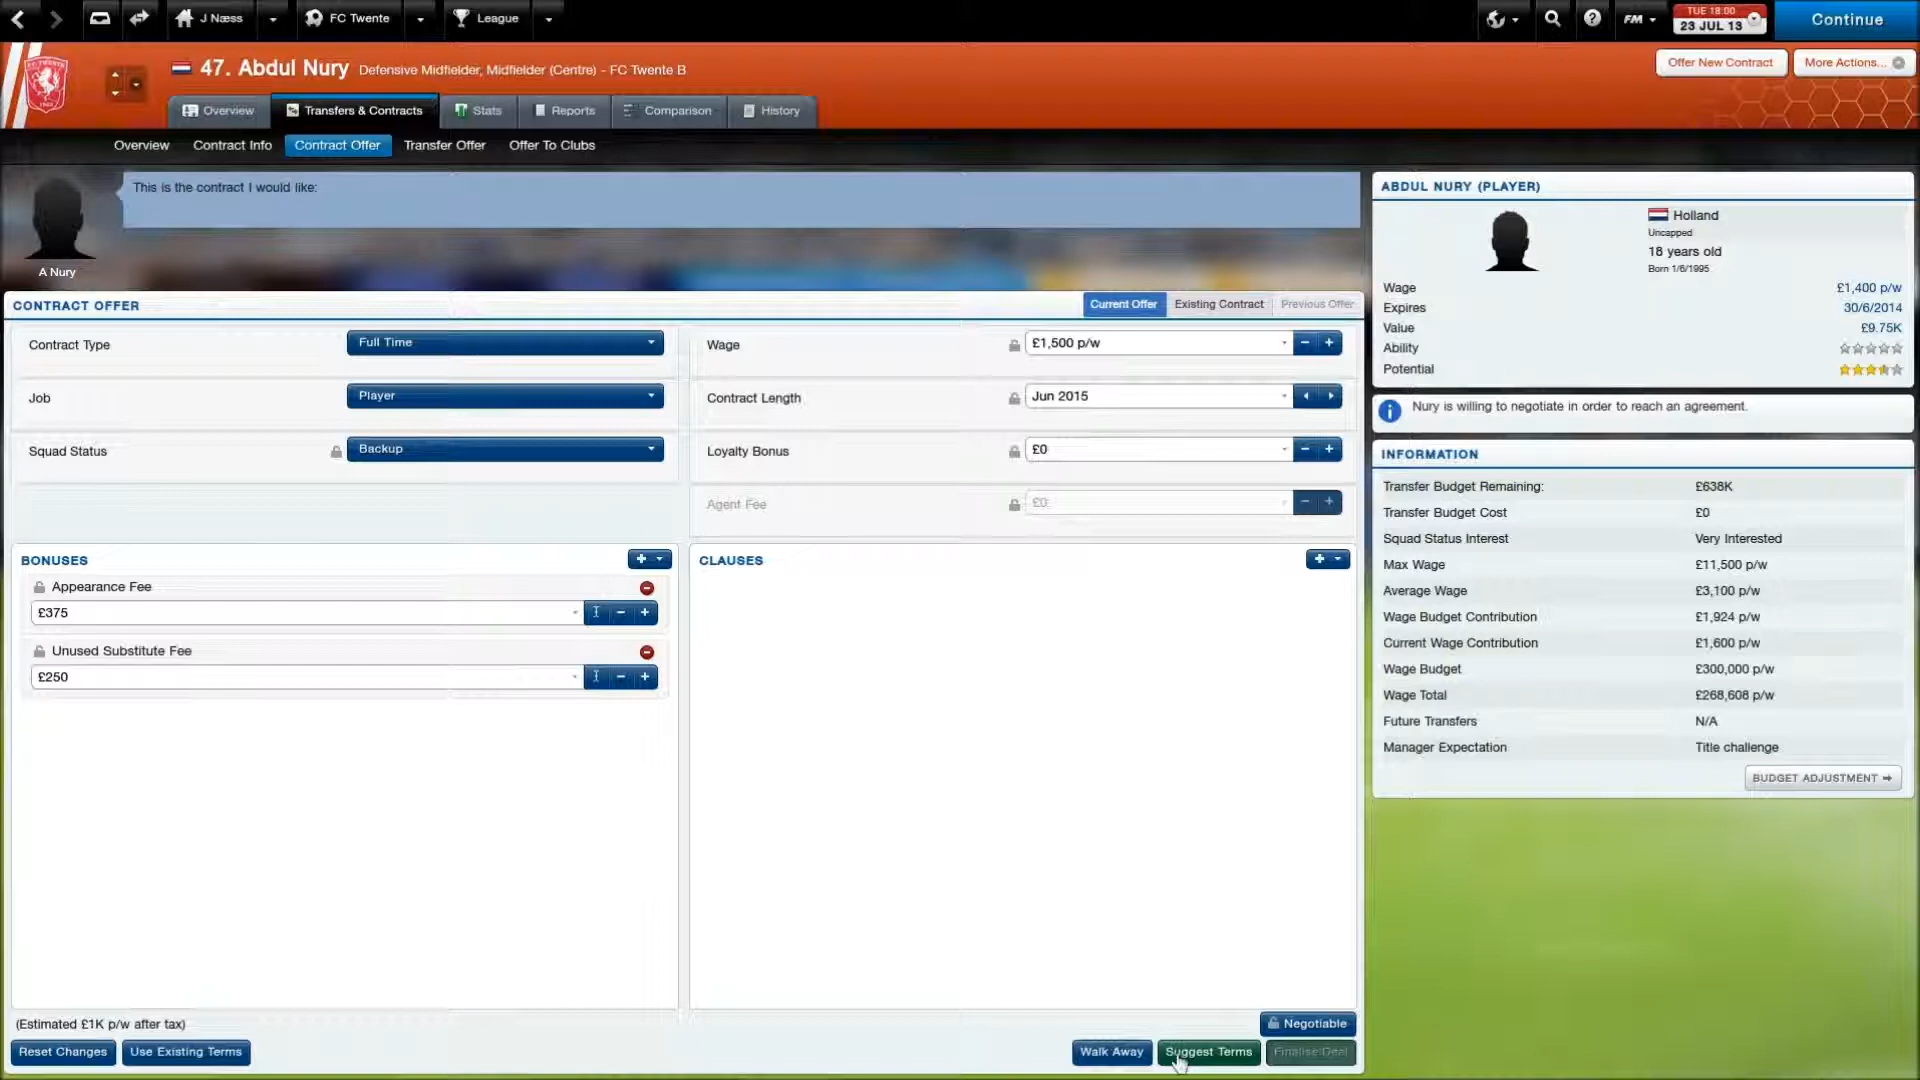 J Næss
FC Twente
League
FM
TUE 18:00
23 JUL 13
Continue
47. Abdul Nury
Defensive Midfielder, Midfielder (Centre) - FC Twente B
Offer New Contract
More Actions...
Overview
Transfers & Contracts
Stats
Reports
Comparison
History
Overview
Contract Info
Contract Offer
Transfer Offer
Offer To Clubs
This is the contract I would like:
A Nury
CONTRACT OFFER
Current Offer
Existing Contract
Previous Offer
Contract Type
Full Time
Job
Player
Squad Status
Backup
Wage
£1,500 p/w
Contract Length
Jun 2015
Loyalty Bonus
£0
Agent Fee
£0
BONUSES
Appearance Fee
£375
Unused Substitute Fee
£250
CLAUSES
(Estimated £1K p/w after tax)
Reset Changes
Use Existing Terms
Negotiable
Walk Away
Suggest Terms
Finalise Deal
ABDUL NURY (PLAYER)
Holland
Uncapped
18 years old
Born 1/6/1995
Wage £1,400 p/w
Expires 30/6/2014
Value £9.75K
Ability
Potential
Nury is willing to negotiate in order to reach an agreement.
INFORMATION
Transfer Budget Remaining: £638K
Transfer Budget Cost £0
Squad Status Interest Very Interested
Max Wage £11,500 p/w
Average Wage £3,100 p/w
Wage Budget Contribution £1,924 p/w
Current Wage Contribution £1,600 p/w
Wage Budget £300,000 p/w
Wage Total £268,608 p/w
Future Transfers N/A
Manager Expectation Title challenge
BUDGET ADJUSTMENT